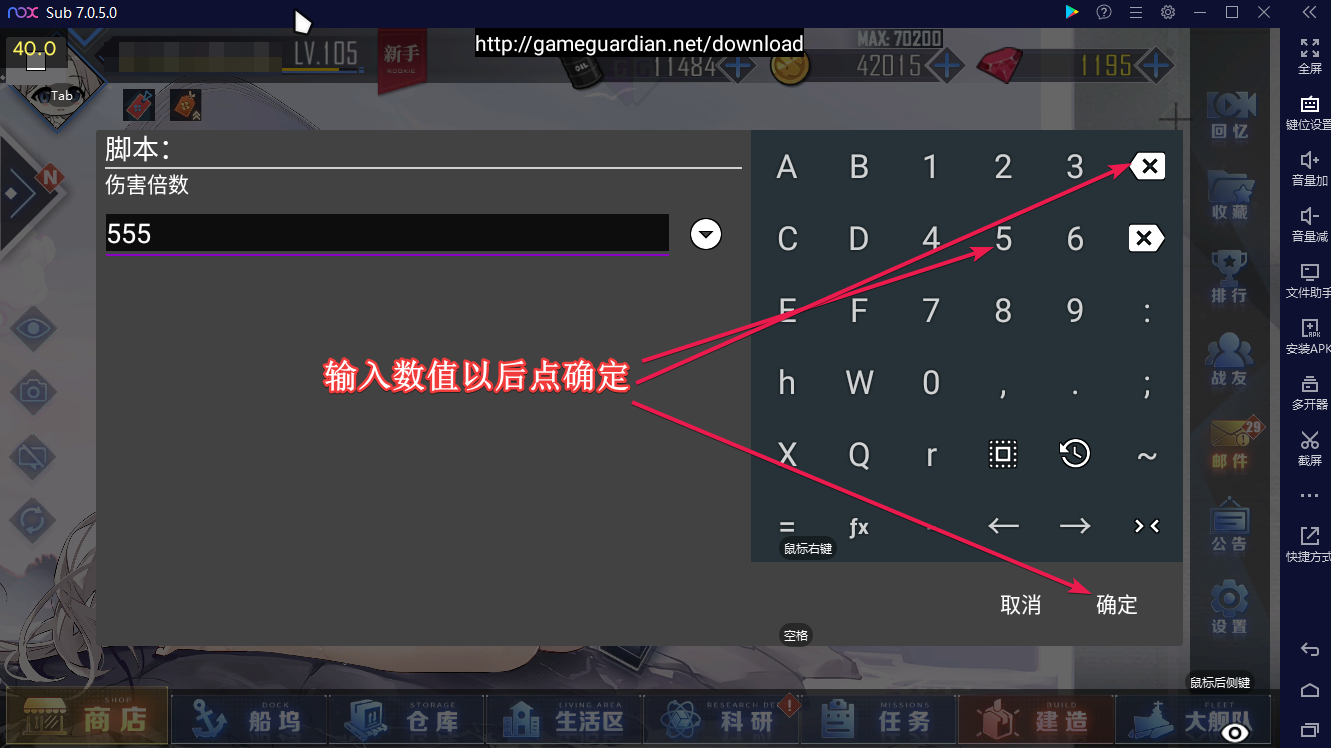 nox Sub 7.0.5.0
40.0
Tab
LV.105
新手
ROOKIE
http://gameguardian.net/download
11484
MAX: 70200
42015
1195
脚本：
伤害倍数
555
A B 1 2 3
C D 4 5 6
E F 7 8 9 :
h W 0 , . ;
X Q r ~
= ƒx - ← →
鼠标右键
输入数值以后点确定
取消 确定
空格
鼠标后侧键
N
回忆
收藏
排行
战友
29
邮件
公告
设置
SHOP
商店
DOCK
船坞
STORAGE
仓库
LIVING AREA
生活区
RESEARCH DE
科研
MISSIONS
任务
BUILD
建造
大舰队
全屏
键位设置
音量加
音量减
文件助手
APK
安装APK
多开器
截屏
快捷方式